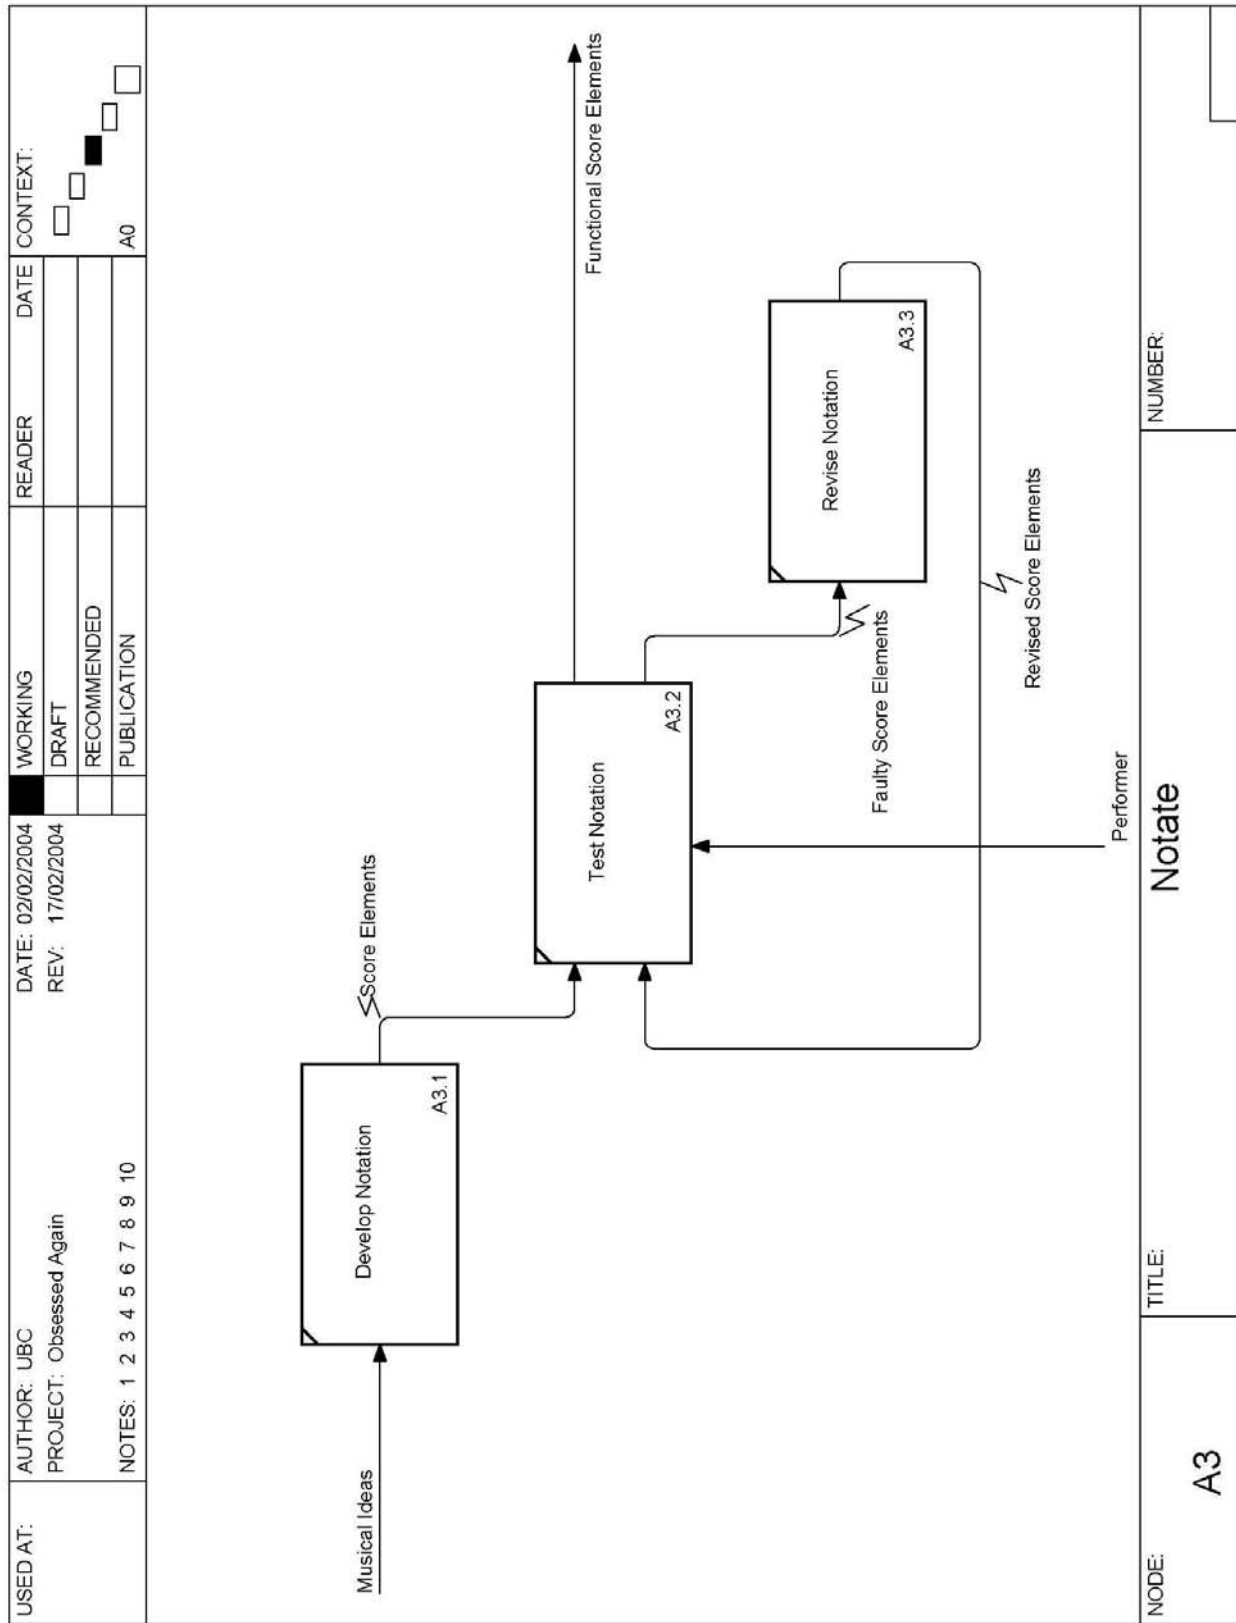 USED AT:
AUTHOR: UBC
PROJECT: Obsessed Again
NOTES: 1 2 3 4 5 6 7 8 9 10
DATE: 02/02/2004
REV: 17/02/2004
WORKING
DRAFT
RECOMMENDED
PUBLICATION
READER
DATE
CONTEXT:
A0
Musical Ideas
Develop Notation
A3.1
Score Elements
Test Notation
A3.2
Functional Score Elements
Faulty Score Elements
Revise Notation
A3.3
Revised Score Elements
Performer
NODE:
A3
TITLE:
Notate
NUMBER: